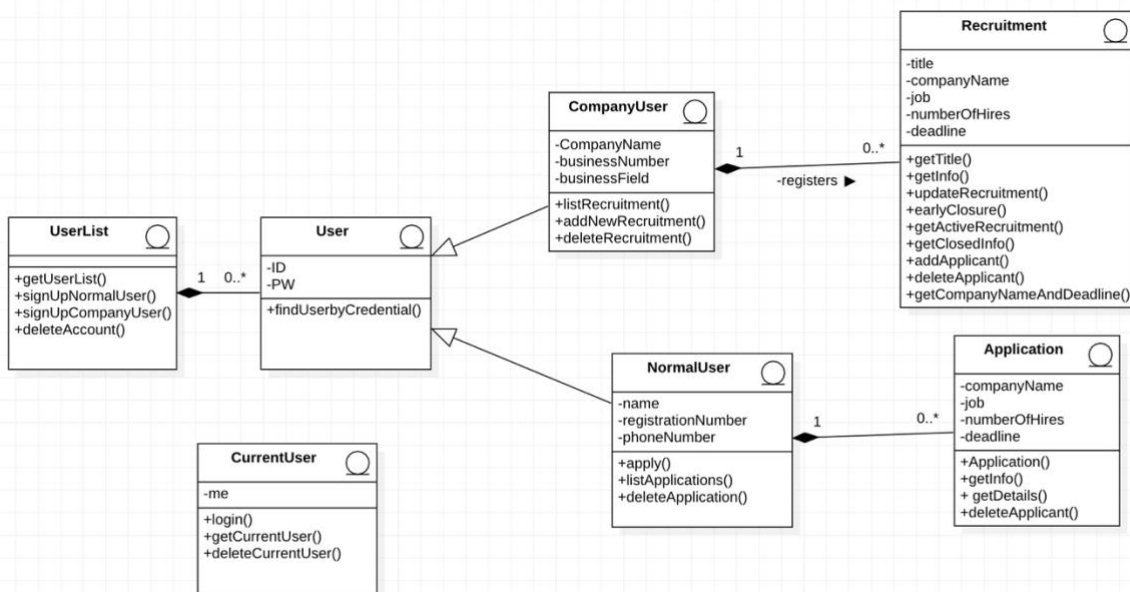 Recruitment
-title
-companyName
-job
-numberOfHires
-deadline
+getTitle()
+getInfo()
+updateRecruitment()
+earlyClosure()
+getActiveRecruitment()
+getClosedInfo()
+addApplicant()
+deleteApplicant()
+getCompanyNameAndDeadline()
CompanyUser
-CompanyName
-businessNumber
-businessField
+listRecruitment()
+addNewRecruitment()
+deleteRecruitment()
1
0..*
-registers ▶
UserList
+getUserList()
+signUpNormalUser()
+signUpCompanyUser()
+deleteAccount()
1 0..*
User
-ID
-PW
+findUserbyCredential()
NormalUser
-name
-registrationNumber
-phoneNumber
+apply()
+listApplications()
+deleteApplication()
1
0..*
Application
-companyName
-job
-numberOfHires
-deadline
+Application()
+getInfo()
+ getDetails()
+deleteApplicant()
CurrentUser
-me
+login()
+getCurrentUser()
+deleteCurrentUser()